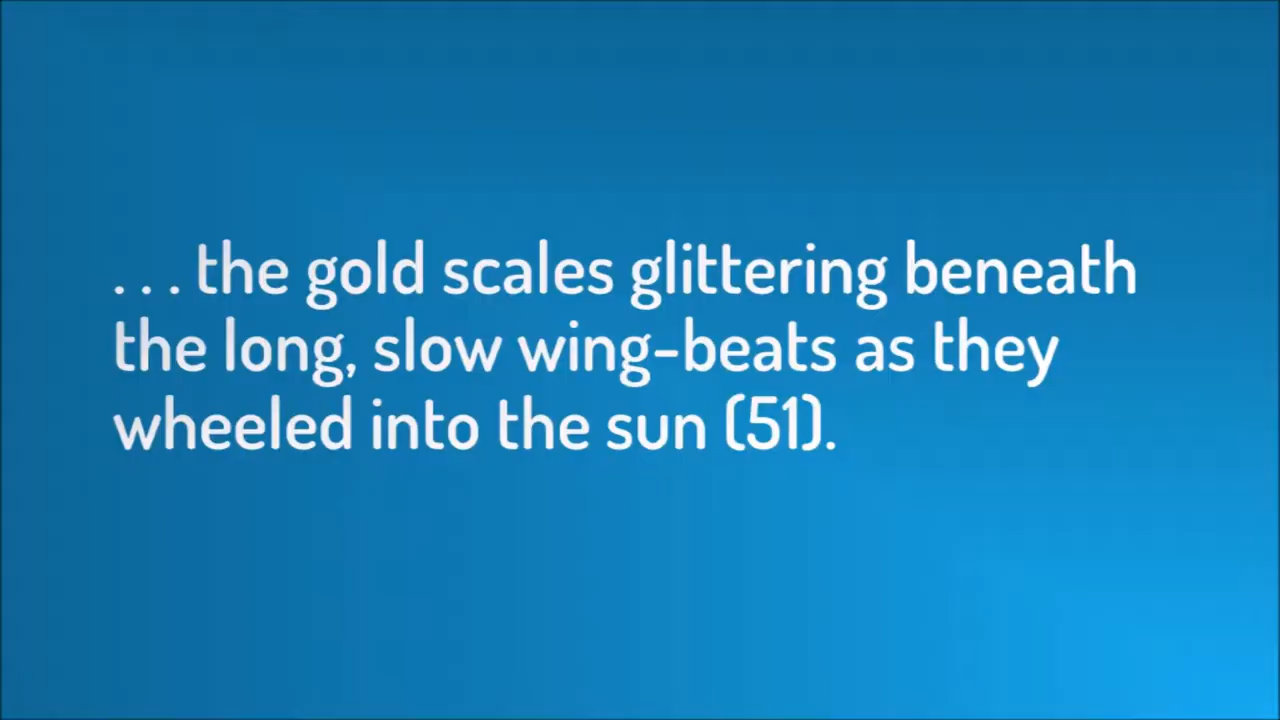 . . . the gold scales glittering beneath
the long, slow wing-beats as they
wheeled into the sun (51).